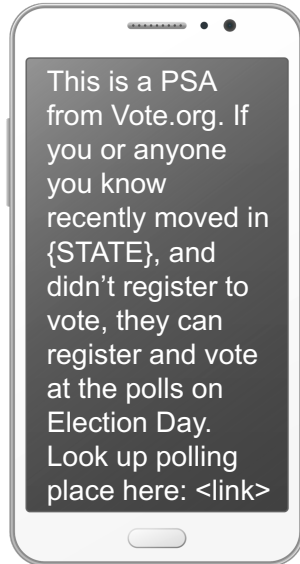 This is a PSA
from Vote.org. If
you or anyone
you know
recently moved in
{STATE}, and
didn’t register to
vote, they can
register and vote
at the polls on
Election Day.
Look up polling
place here: <link>